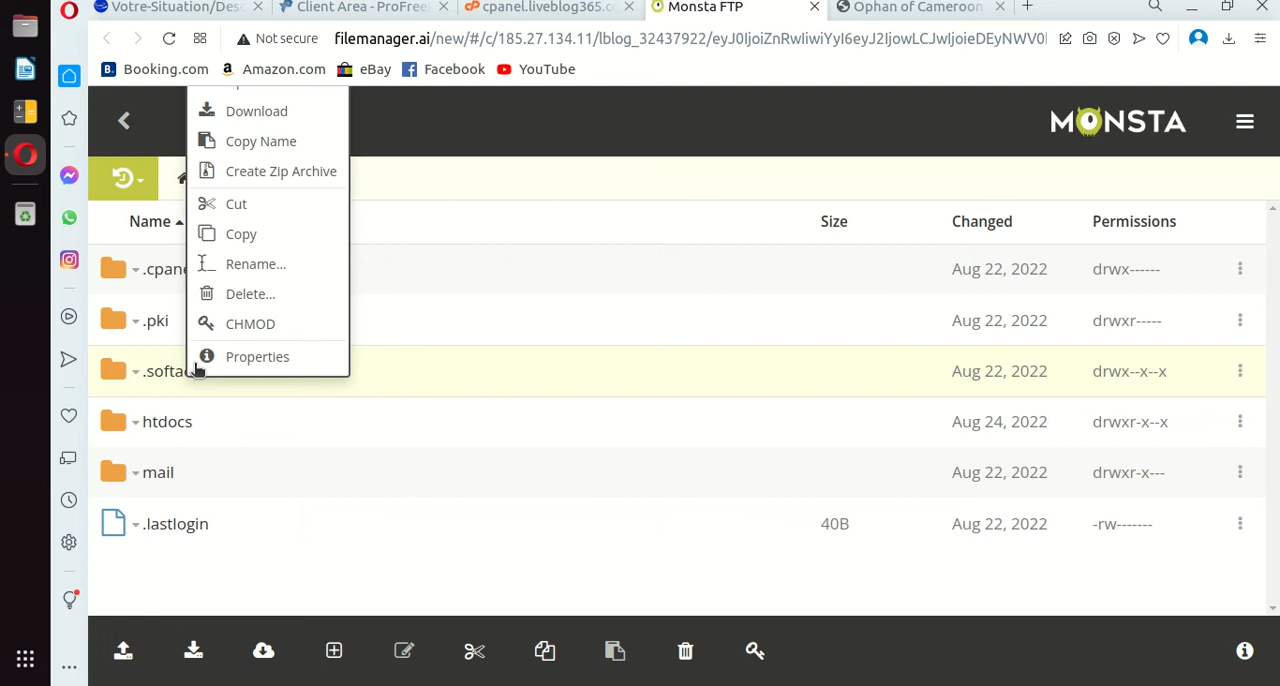 Votre-Situation/Des
Client Area - ProFree
cpanel.liveblog365.c
Monsta FTP
Ophan of Cameroon
Not secure
filemanager.ai/new/#/c/185.27.134.11/lblog_32437922/
Booking.com
Amazon.com
eBay
Facebook
YouTube
MONSTA
Download
Copy Name
Create Zip Archive
Cut
Copy
Rename...
Delete...
CHMOD
Properties
Name Size Changed Permissions
.cpane Aug 22, 2022 drwx------
.pki Aug 22, 2022 drwxr-----
.softac Aug 22, 2022 drwx--x--x
htdocs Aug 24, 2022 drwxr-x--x
mail Aug 22, 2022 drwxr-x---
.lastlogin 40B Aug 22, 2022 -rw-------